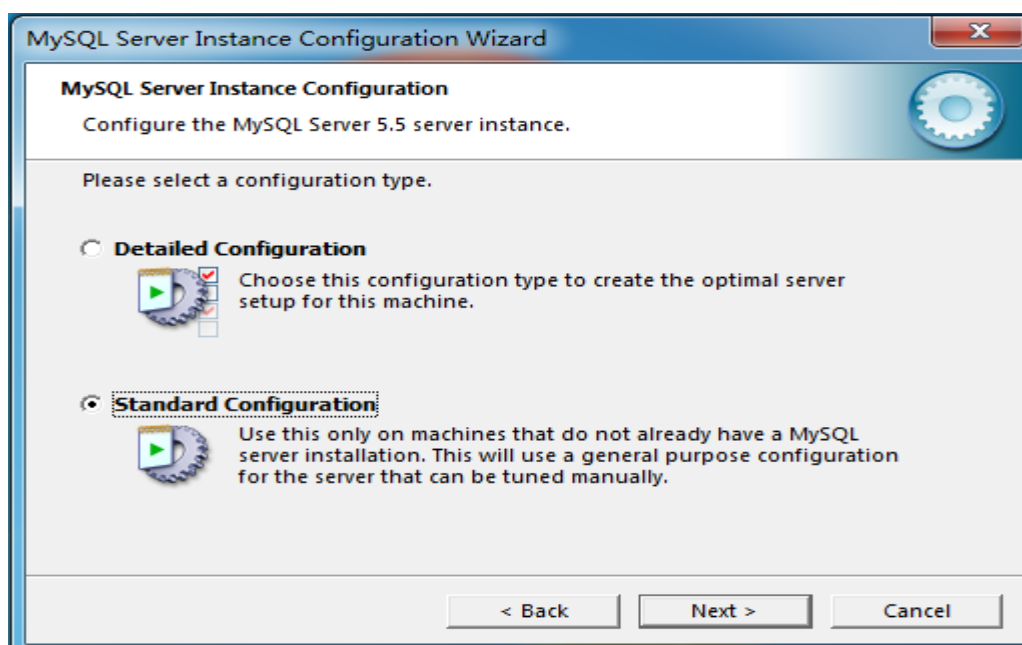 MySQL Server Instance Configuration Wizard
MySQL Server Instance Configuration
Configure the MySQL Server 5.5 server instance.
Please select a configuration type.
Detailed Configuration
Choose this configuration type to create the optimal server
setup for this machine.
Standard Configuration
Use this only on machines that do not already have a MySQL
server installation. This will use a general purpose configuration
for the server that can be tuned manually.
< Back
Next >
Cancel